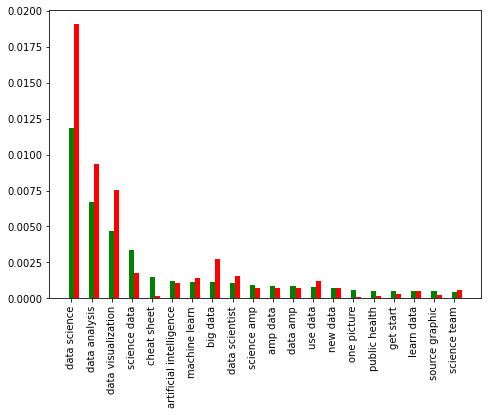 0.0200
0.0175
0.0150
0.0125
0.0100
0.0075
0.0050
0.0025
0.0000
data science
data analysis
data visualization
science data
cheat sheet
artificial intelligence
machine learn
big data
data scientist
science amp
amp data
data amp
use data
new data
one picture
public health
get start
learn data
source graphic
science team